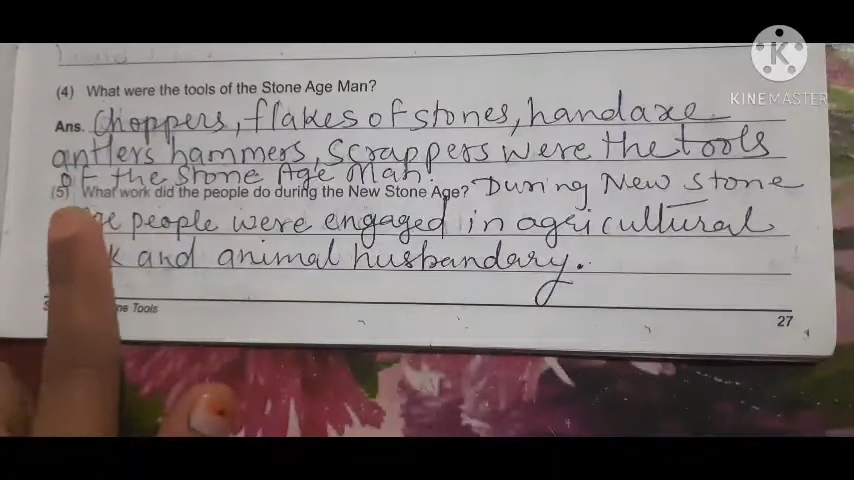 (4) What were the tools of the Stone Age Man?
Ans. Choppers, flakes of stones, handaxe
antlers hammers, scrappers were the tools
of the Stone Age Man.
(5) What work did the people do during the New Stone Age? During New stone
people were engaged in agricultural
and animal husbandary.
Tools
27
K
KINEMASTER